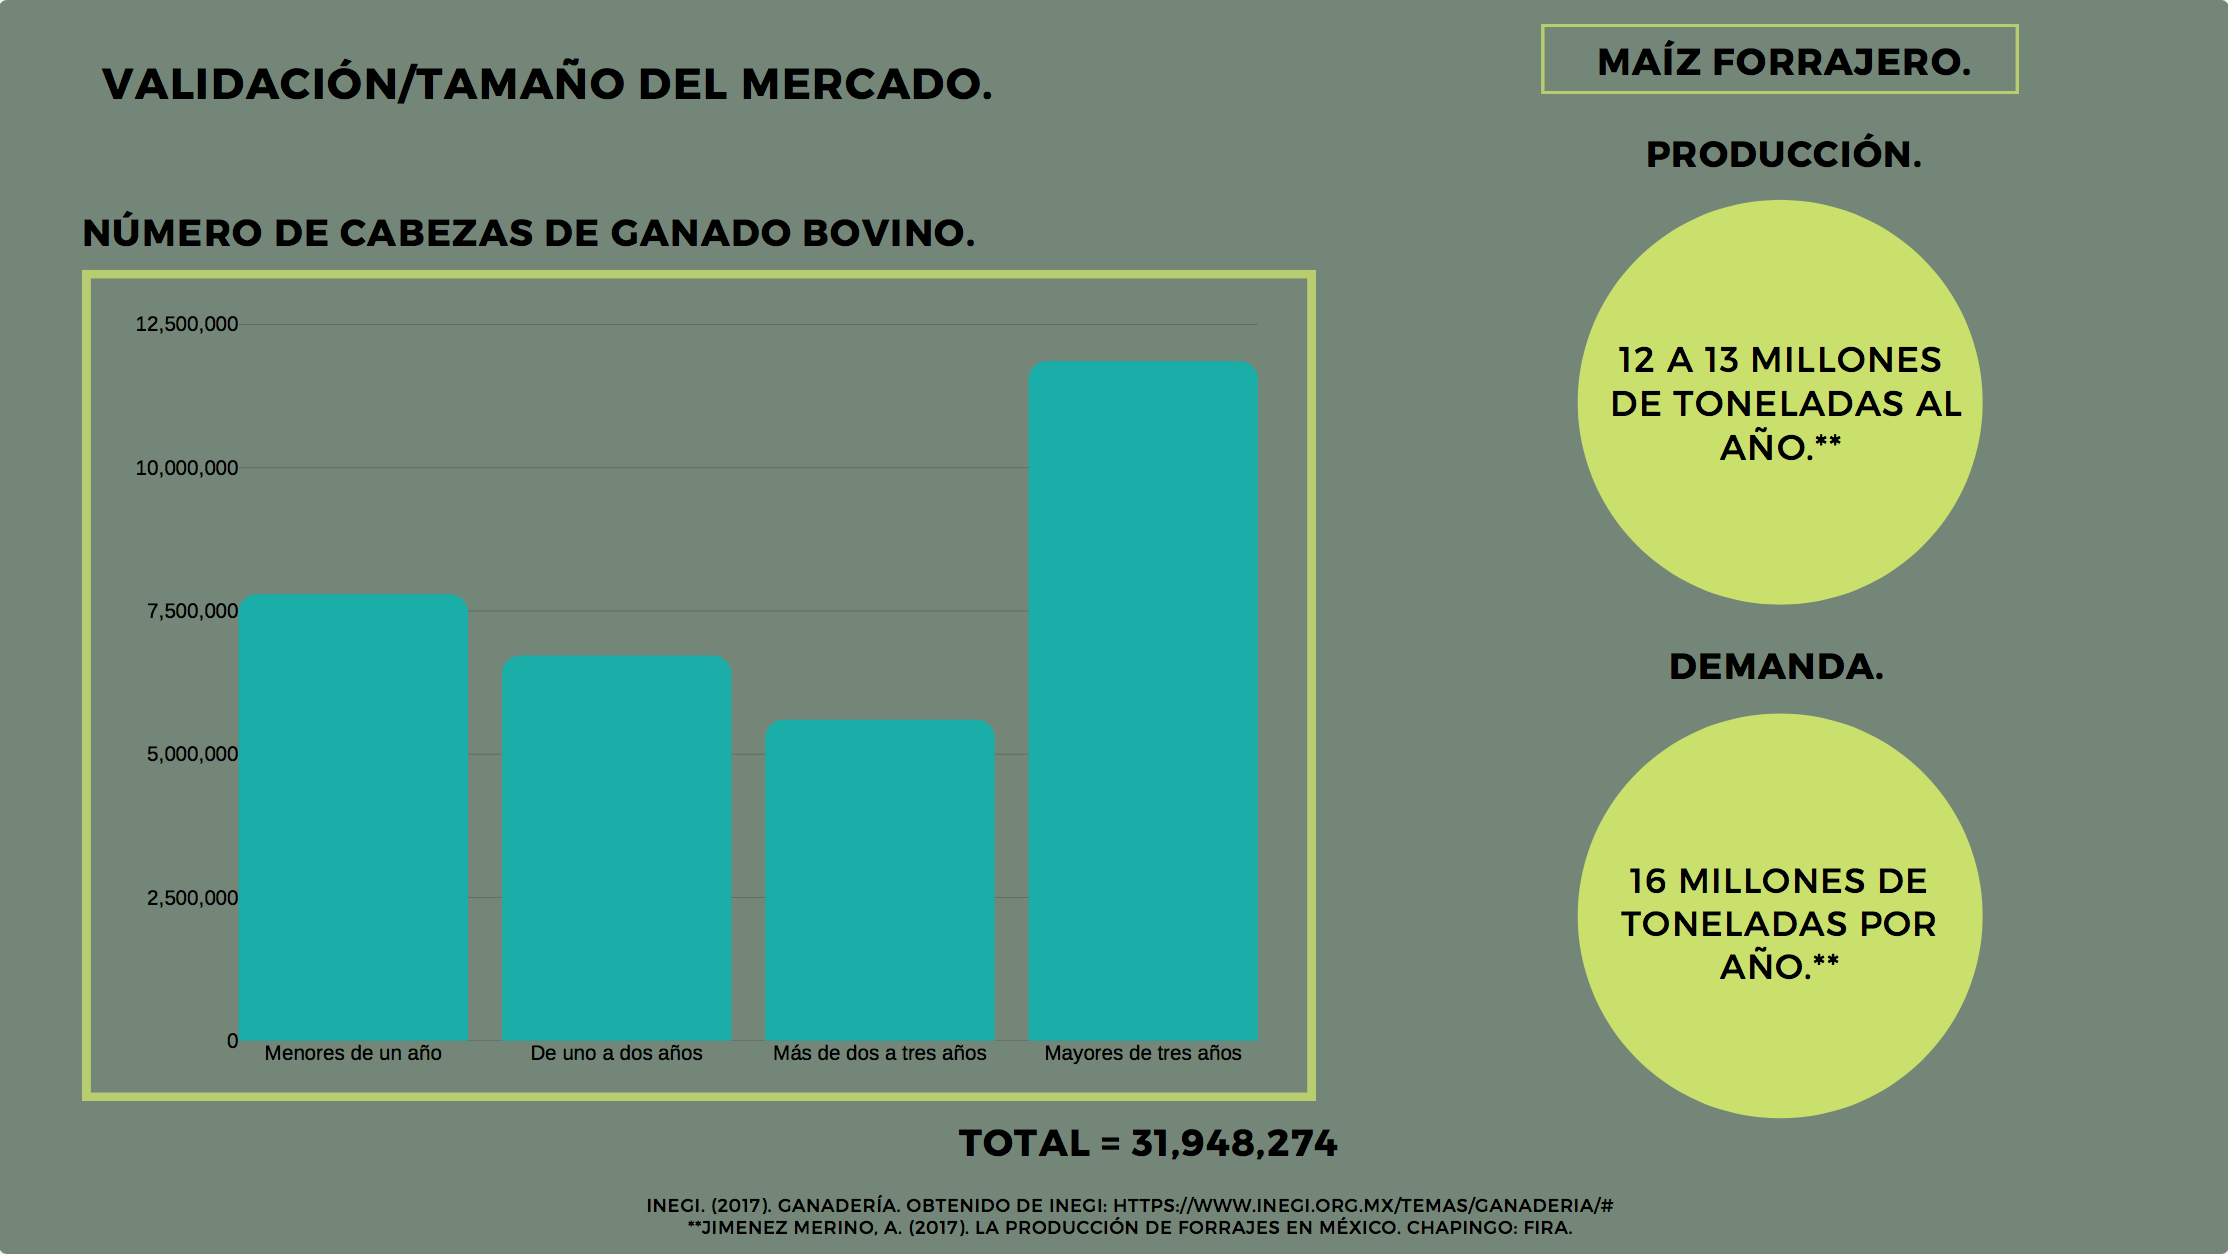 VALIDACIÓN/TAMAÑO DEL MERCADO.
NÚMERO DE CABEZAS DE GANADO BOVINO.
12,500,000
10,000,000
7,500,000
5,000,000
2,500,000
0
Menores de un año
De uno a dos años
Más de dos a tres años
Mayores de tres años
TOTAL = 31,948,274
MAÍZ FORRAJERO.
PRODUCCIÓN.
12 A 13 MILLONES
DE TONELADAS AL
AÑO.**
DEMANDA.
16 MILLONES DE
TONELADAS POR
AÑO.**
INEGI. (2017). GANADERÍA. OBTENIDO DE INEGI: HTTPS://WWW.INEGI.ORG.MX/TEMAS/GANADERIA/#
**JIMENEZ MERINO, A. (2017). LA PRODUCCIÓN DE FORRAJES EN MÉXICO. CHAPINGO: FIRA.